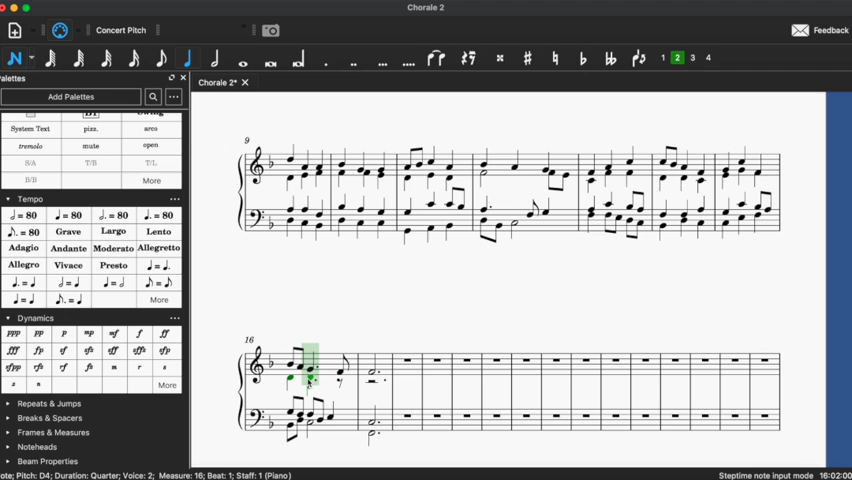 Chorale 2
Concert Pitch
Feedback
1 2 3 4
Palettes
Chorale 2*
Add Palettes
Swing
System Text pizz. arco
tremolo mute open
S/A T/B T/L
B/B More
Tempo
= 80 = 80 = 80 = 80
= 80 Grave Largo Lento
Adagio Andante Moderato Allegretto
Allegro Vivace Presto
More
Dynamics
ppp pp p mp mf f ff
fff fp sf sfz sff sffz sfp
sfpp rfz rf fz m r s
z n More
Repeats & Jumps
Breaks & Spacers
Frames & Measures
Noteheads
Beam Properties
9
16
Note; Pitch: D4; Duration: Quarter; Voice: 2; Measure: 16; Beat: 1; Staff: 1 (Piano)
Steptime note input mode
16:02:00